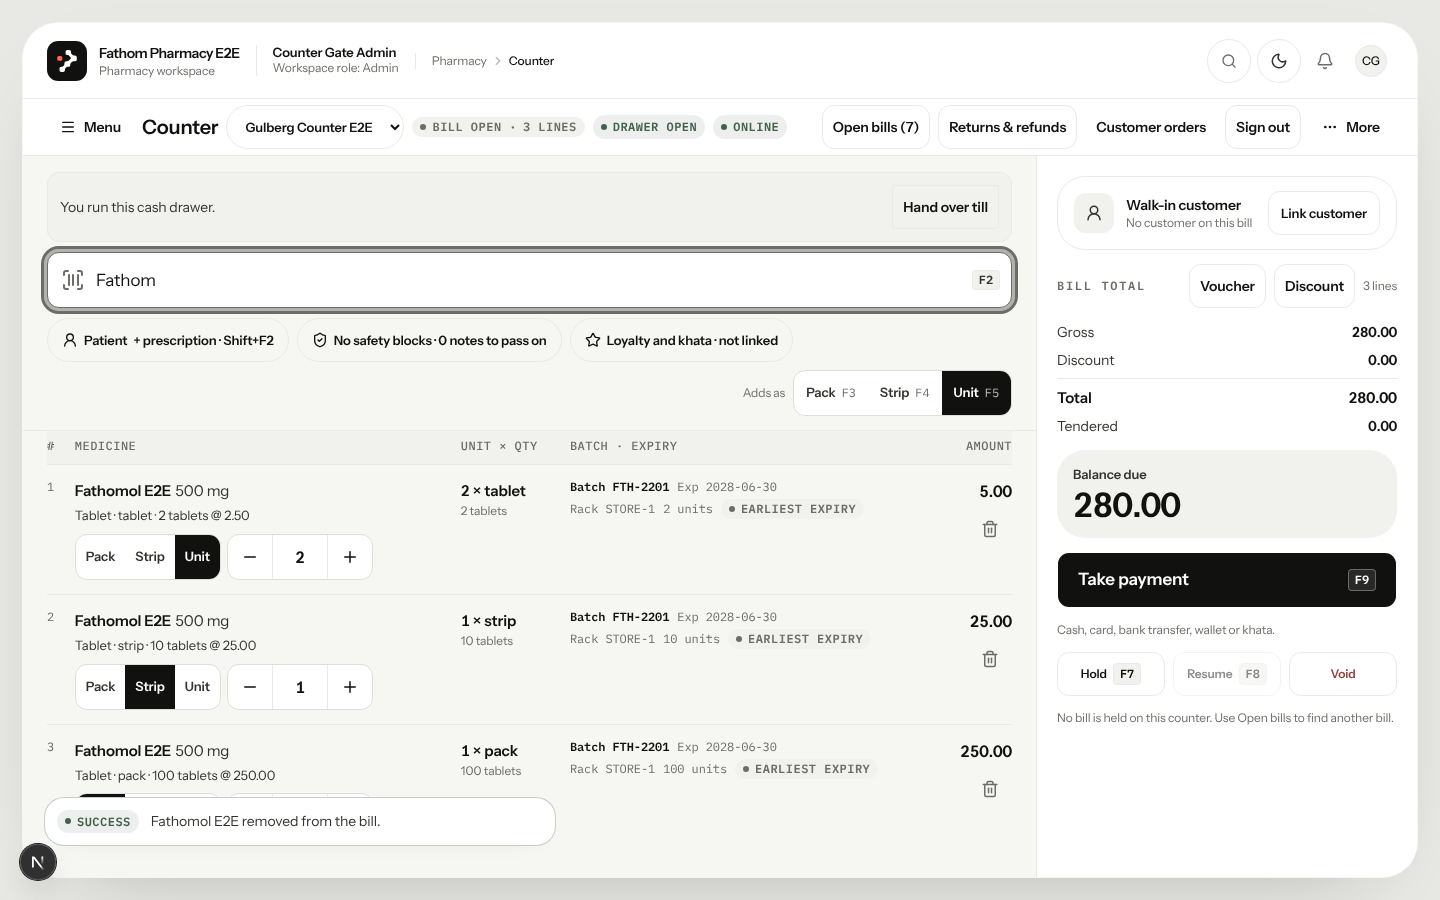 Fathom Pharmacy E2E
Pharmacy workspace
Counter Gate Admin
Workspace role: Admin
Pharmacy > Counter
CG
Menu
Counter
Gulberg Counter E2E
BILL OPEN · 3 LINES
DRAWER OPEN
ONLINE
Open bills (7)
Returns & refunds
Customer orders
Sign out
More
You run this cash drawer.
Hand over till
Fathom
F2
Patient + prescription · Shift+F2
No safety blocks · 0 notes to pass on
Loyalty and khata · not linked
Adds as
Pack F3
Strip F4
Unit F5
# MEDICINE UNIT × QTY BATCH · EXPIRY AMOUNT
1 Fathomol E2E 500 mg
Tablet · tablet · 2 tablets @ 2.50
Pack Strip Unit
− 2 +
2 × tablet
2 tablets
Batch FTH-2201 Exp 2028-06-30
Rack STORE-1 2 units EARLIEST EXPIRY
5.00
2 Fathomol E2E 500 mg
Tablet · strip · 10 tablets @ 25.00
Pack Strip Unit
− 1 +
1 × strip
10 tablets
Batch FTH-2201 Exp 2028-06-30
Rack STORE-1 10 units EARLIEST EXPIRY
25.00
3 Fathomol E2E 500 mg
Tablet · pack · 100 tablets @ 250.00
1 × pack
100 tablets
Batch FTH-2201 Exp 2028-06-30
Rack STORE-1 100 units EARLIEST EXPIRY
250.00
SUCCESS Fathomol E2E removed from the bill.
N
Walk-in customer
No customer on this bill
Link customer
BILL TOTAL
Voucher
Discount
3 lines
Gross 280.00
Discount 0.00
Total 280.00
Tendered 0.00
Balance due
280.00
Take payment F9
Cash, card, bank transfer, wallet or khata.
Hold F7
Resume F8
Void
No bill is held on this counter. Use Open bills to find another bill.